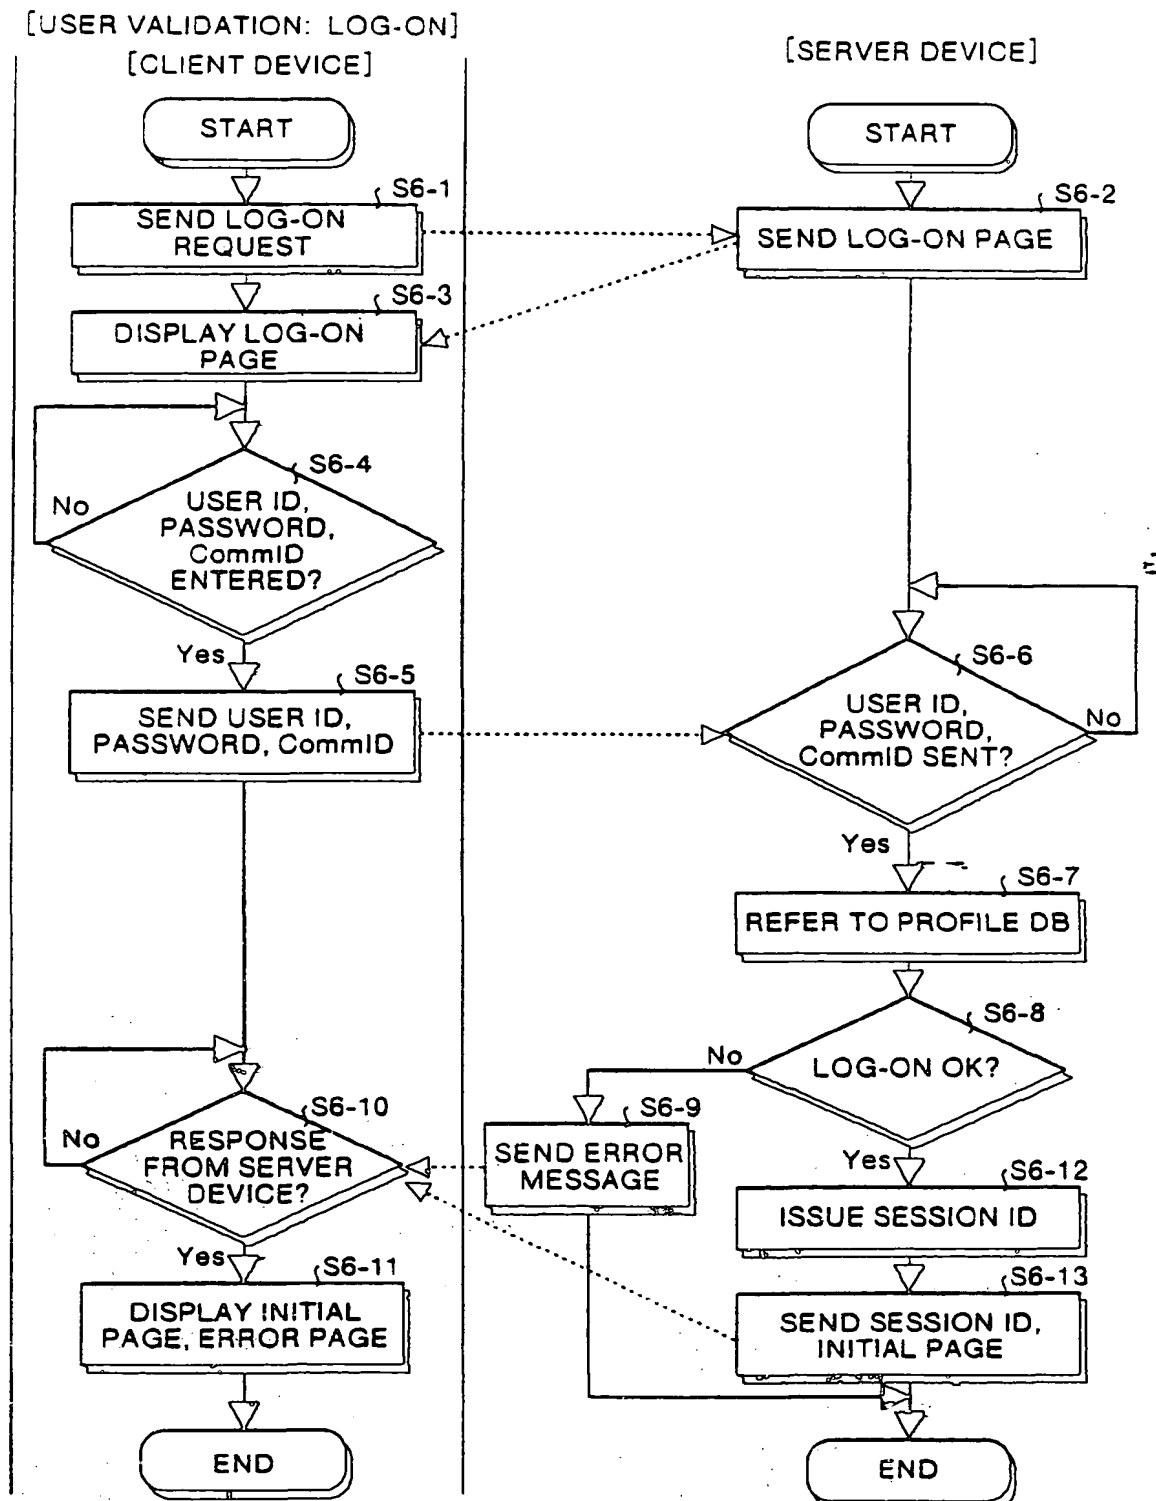 [USER VALIDATION: LOG-ON]
[CLIENT DEVICE]
[SERVER DEVICE]
START
START
S6-1
SEND LOG-ON
REQUEST
S6-2
SEND LOG-ON PAGE
S6-3
DISPLAY LOG-ON
PAGE
S6-4
No
USER ID,
PASSWORD,
CommID
ENTERED?
Yes
S6-5
SEND USER ID,
PASSWORD, CommID
S6-6
USER ID,
PASSWORD,
CommID SENT?
No
Yes
S6-7
REFER TO PROFILE DB
S6-8
No
LOG-ON OK?
S6-9
SEND ERROR
MESSAGE
Yes
S6-10
No
RESPONSE
FROM SERVER
DEVICE?
Yes
S6-11
DISPLAY INITIAL
PAGE, ERROR PAGE
S6-12
ISSUE SESSION ID
S6-13
SEND SESSION ID,
INITIAL PAGE
END
END